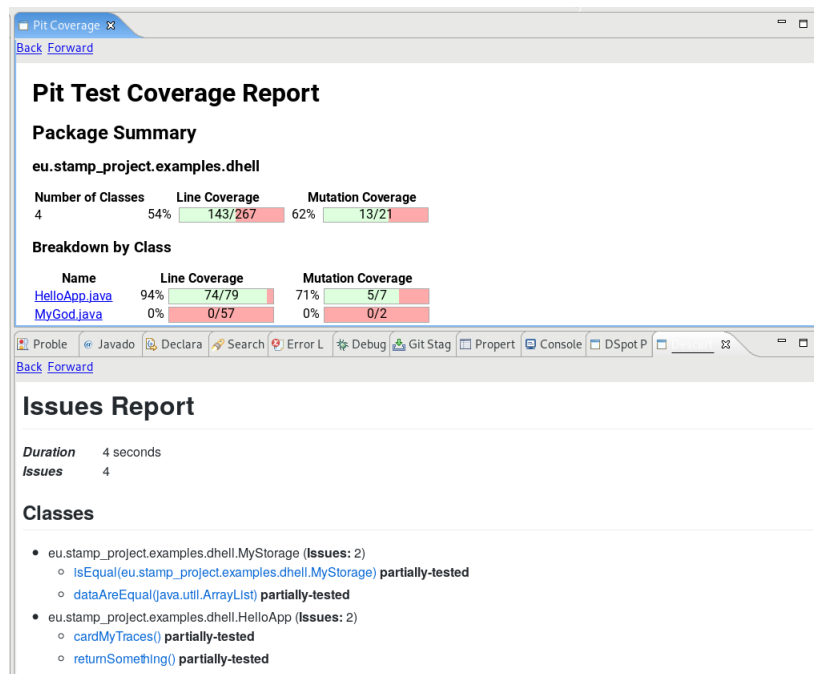 Pit Coverage
Back Forward
Pit Test Coverage Report
Package Summary
eu.stamp_project.examples.dhell
Number of Classes Line Coverage Mutation Coverage
4 54% 143/267 62% 13/21
Breakdown by Class
Name Line Coverage Mutation Coverage
HelloApp.java 94% 74/79 71% 5/7
MyGod.java 0% 0/57 0% 0/2
Proble @ Javado Declara Search Error L Debug Git Stag Propert Console DSpot P
Back Forward
Issues Report
Duration 4 seconds
Issues 4
Classes
• eu.stamp_project.examples.dhell.MyStorage (Issues: 2)
◦ isEqual(eu.stamp_project.examples.dhell.MyStorage) partially-tested
◦ dataAreEqual(java.util.ArrayList) partially-tested
• eu.stamp_project.examples.dhell.HelloApp (Issues: 2)
◦ cardMyTraces() partially-tested
◦ returnSomething() partially-tested